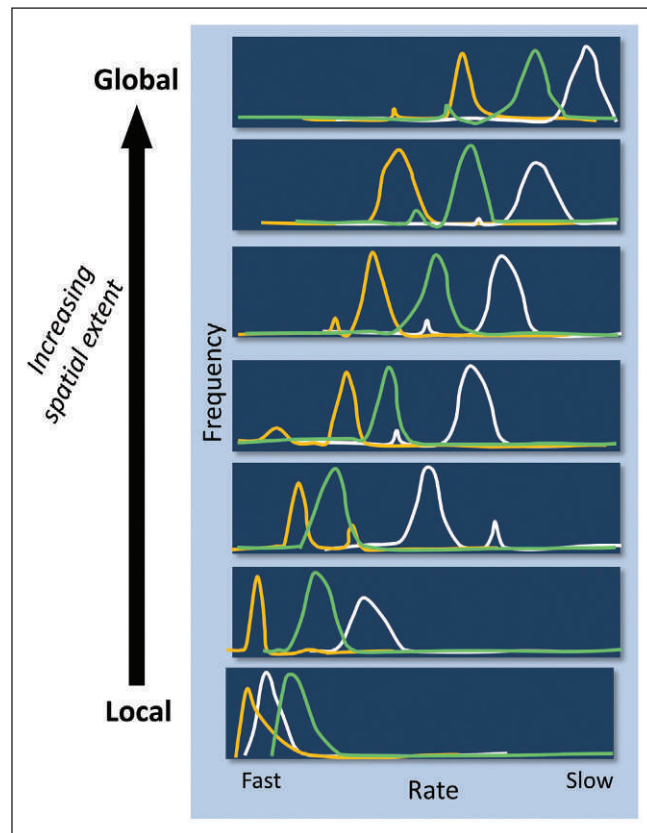 Global
Increasing
spatial extent
Frequency
Local
Fast
Slow
Rate